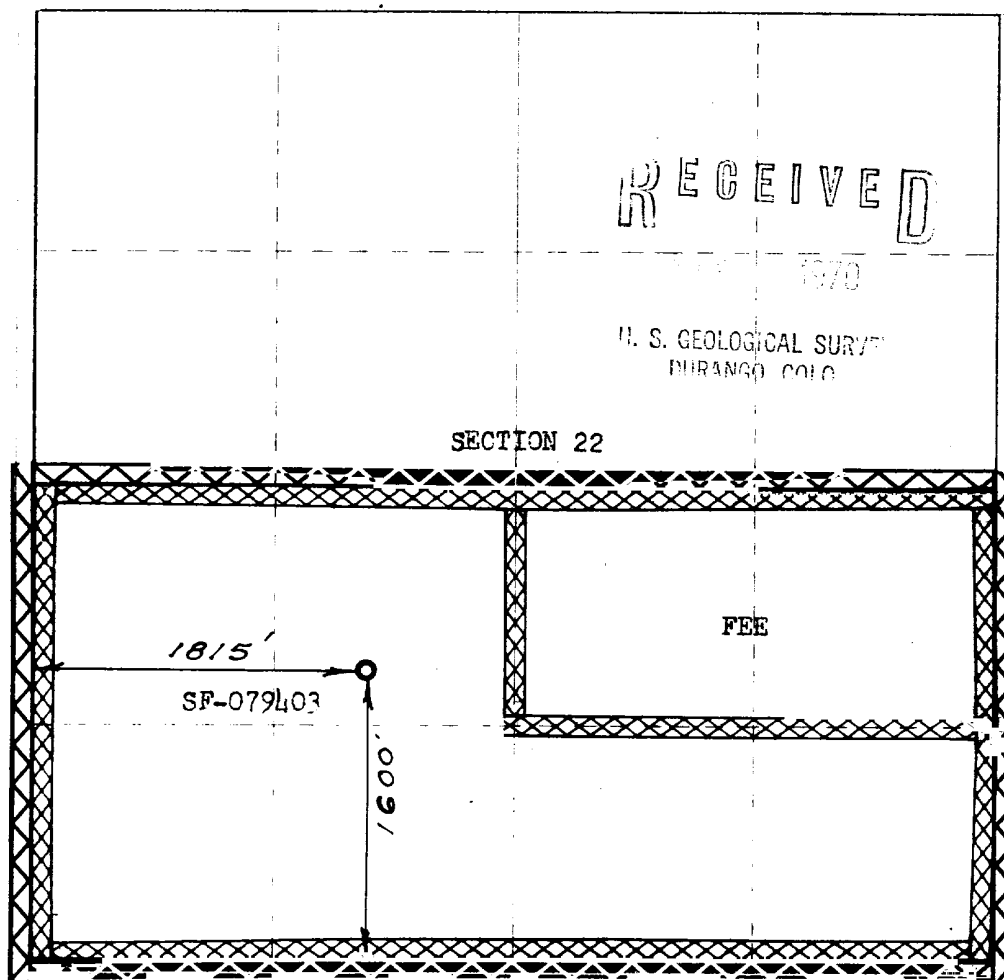 RECEIVED
1970
U. S. GEOLOGICAL SURVEY
DURANGO COLO
SECTION 22
FEE
1815'
SF-079403
1600'